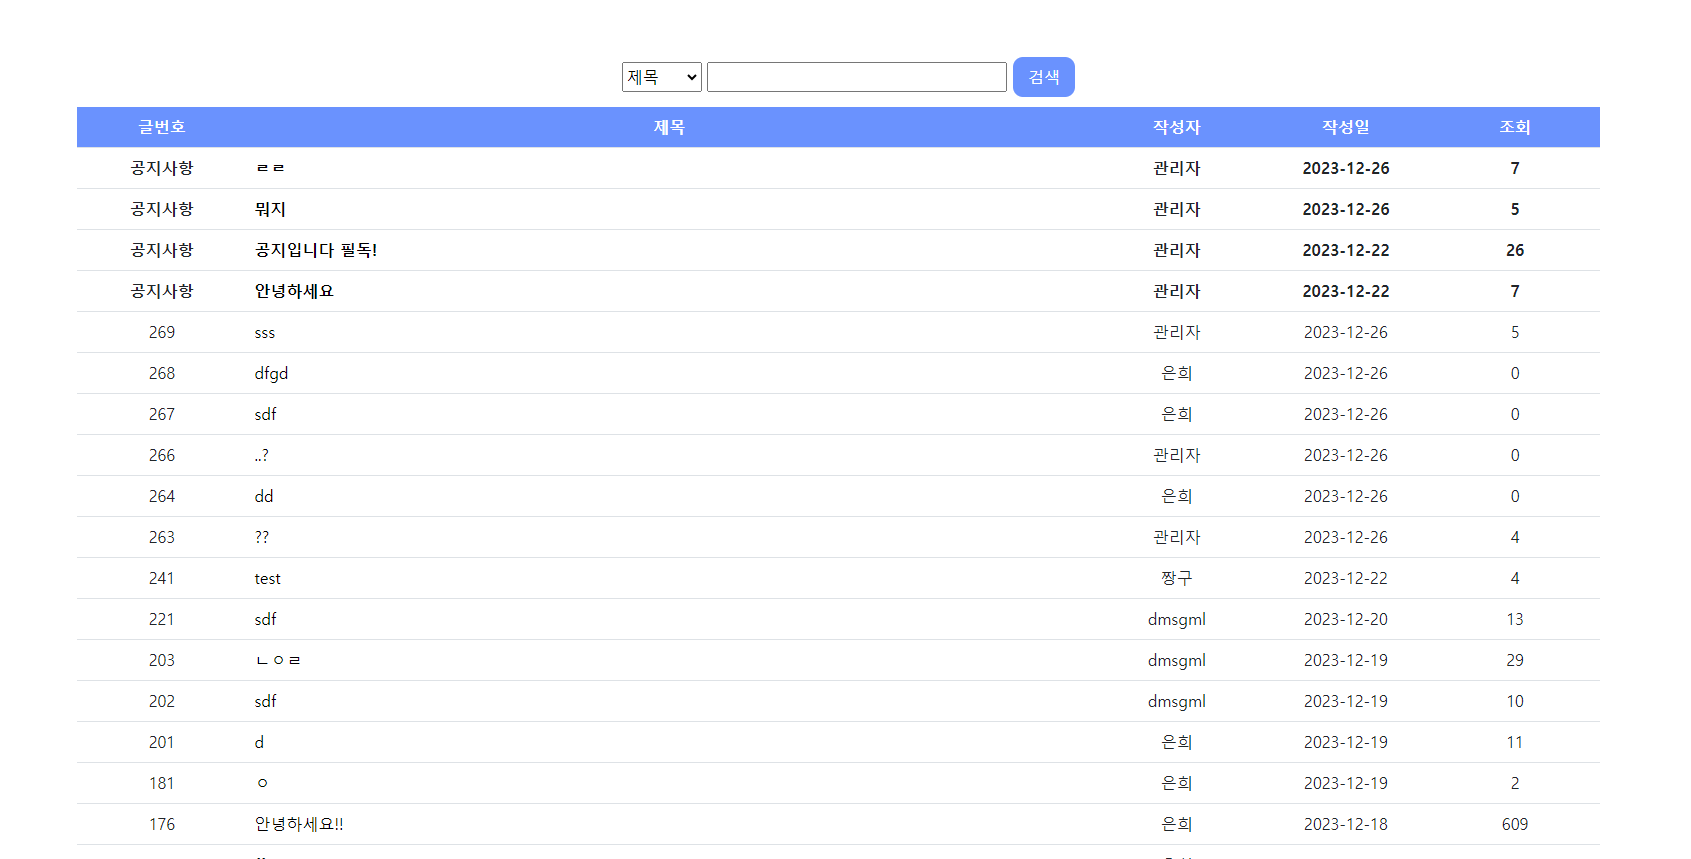 제목 검색
글번호 제목 작성자 작성일 조회
공지사항 ㄹㄹ 관리자 2023-12-26 7
공지사항 뭐지 관리자 2023-12-26 5
공지사항 공지입니다 필독! 관리자 2023-12-22 26
공지사항 안녕하세요 관리자 2023-12-22 7
269 sss 관리자 2023-12-26 5
268 dfgd 은희 2023-12-26 0
267 sdf 은희 2023-12-26 0
266 ..? 관리자 2023-12-26 0
264 dd 은희 2023-12-26 0
263 ?? 관리자 2023-12-26 4
241 test 짱구 2023-12-22 4
221 sdf dmsgml 2023-12-20 13
203 ㄴㅇㄹ dmsgml 2023-12-19 29
202 sdf dmsgml 2023-12-19 10
201 d 은희 2023-12-19 11
181 ㅇ 은희 2023-12-19 2
176 안녕하세요!! 은희 2023-12-18 609